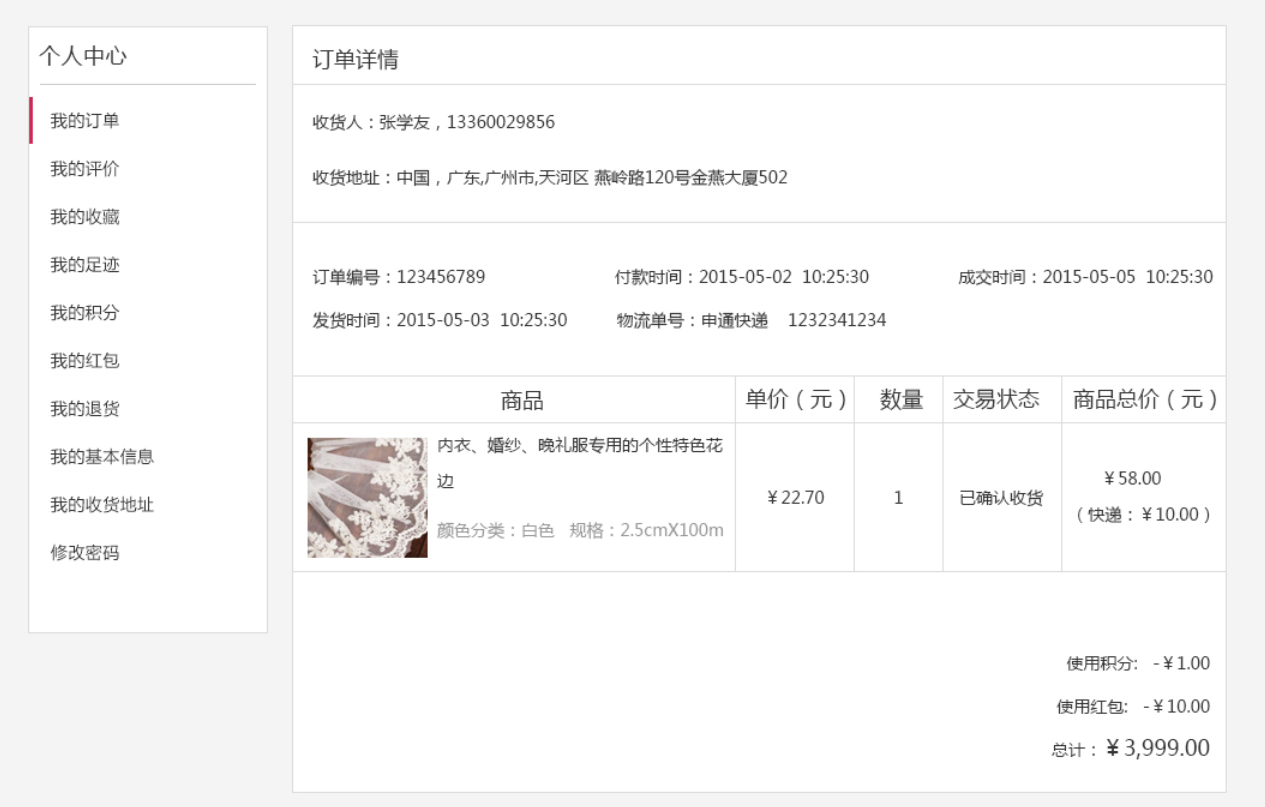 个人中心
我的订单
我的评价
我的收藏
我的足迹
我的积分
我的红包
我的退货
我的基本信息
我的收货地址
修改密码
订单详情
收货人：张学友，13360029856
收货地址：中国，广东,广州市,天河区 燕岭路120号金燕大厦502
订单编号：123456789 付款时间：2015-05-02 10:25:30 成交时间：2015-05-05 10:25:30
发货时间：2015-05-03 10:25:30 物流单号：申通快递 1232341234
商品 单价（元） 数量 交易状态 商品总价（元）
内衣、婚纱、晚礼服专用的个性特色花
边
颜色分类：白色 规格：2.5cmX100m
¥22.70 1 已确认收货
¥58.00
（快递：¥10.00）
使用积分: -¥1.00
使用红包: -¥10.00
总计：¥3,999.00